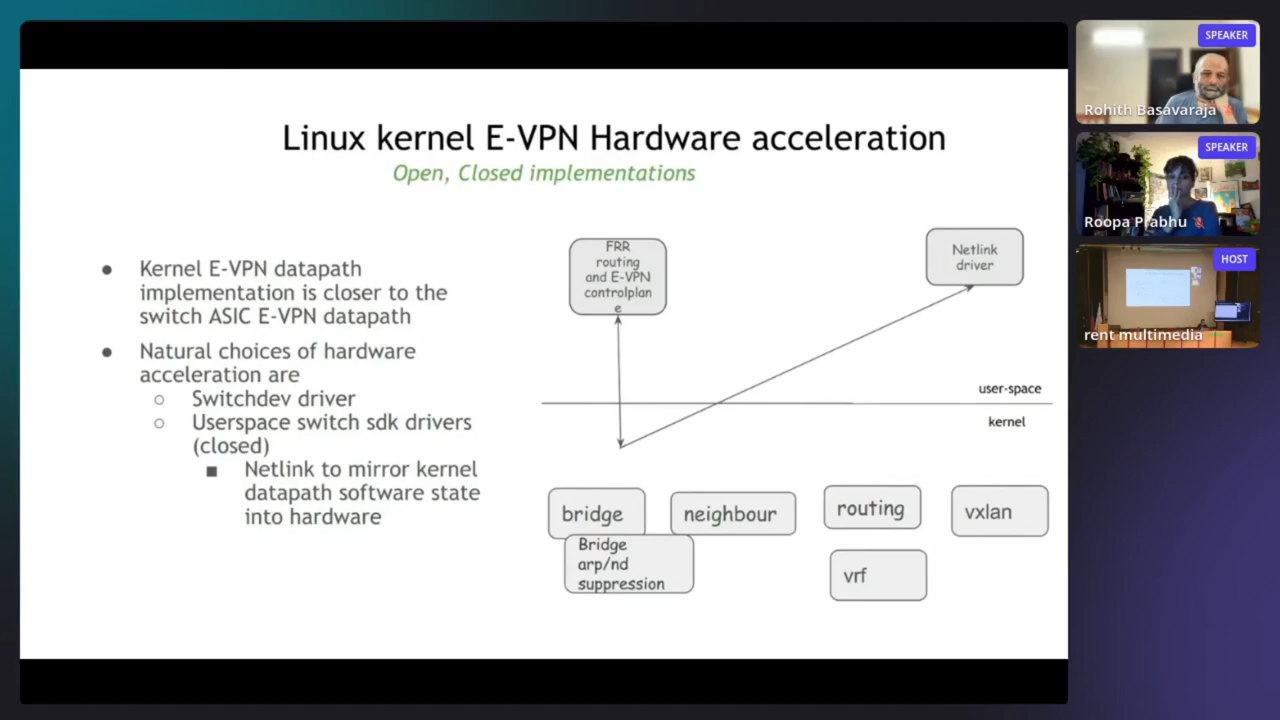 Linux kernel E-VPN Hardware acceleration
Open, Closed implementations
● Kernel E-VPN datapath
implementation is closer to the
switch ASIC E-VPN datapath
● Natural choices of hardware
acceleration are
○ Switchdev driver
○ Userspace switch sdk drivers
(closed)
■ Netlink to mirror kernel
datapath software state
into hardware
FRR
routing
and E-VPN
controlplan
e
Netlink
driver
user-space
kernel
bridge
neighbour
routing
vxlan
Bridge
arp/nd
suppression
vrf
SPEAKER
Rohith Basavaraja
SPEAKER
Roopa Prabhu
HOST
rent multimedia